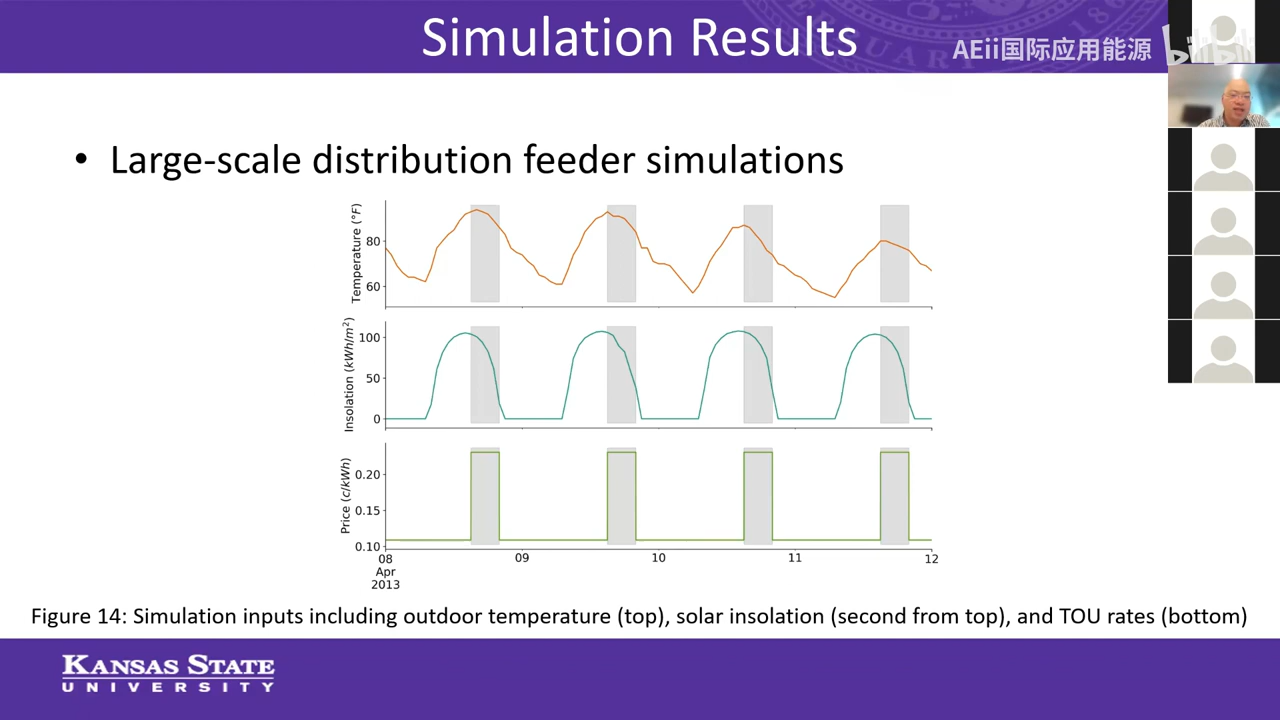 Simulation Results
AEii国际应用能源
bilibili
• Large-scale distribution feeder simulations
Temperature (°F)
80
60
Insolation (kWh/m²)
100
50
0
Price (c/kWh)
0.20
0.15
0.10
08
09
10
11
12
Apr
2013
Figure 14: Simulation inputs including outdoor temperature (top), solar insolation (second from top), and TOU rates (bottom)
KANSAS STATE
UNIVERSITY